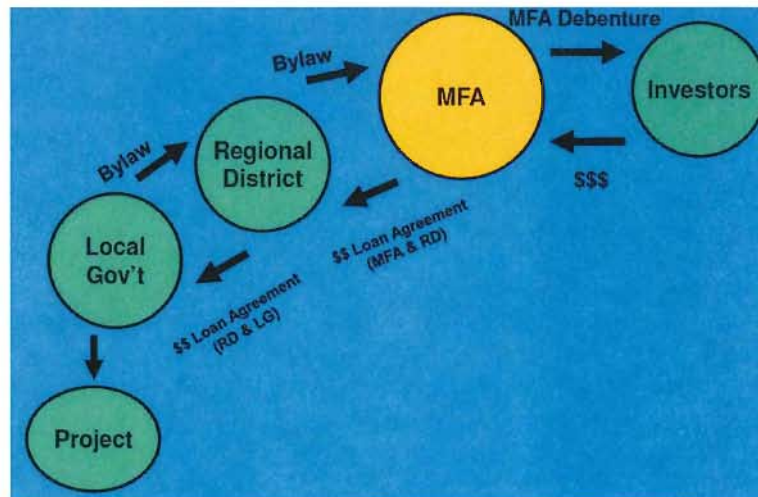 MFA Debenture
Bylaw
MFA
Investors
$$$
Bylaw
Regional
District
$$ Loan Agreement
(MFA & RD)
Local
Gov't
$$ Loan Agreement
(RD & LG)
Project